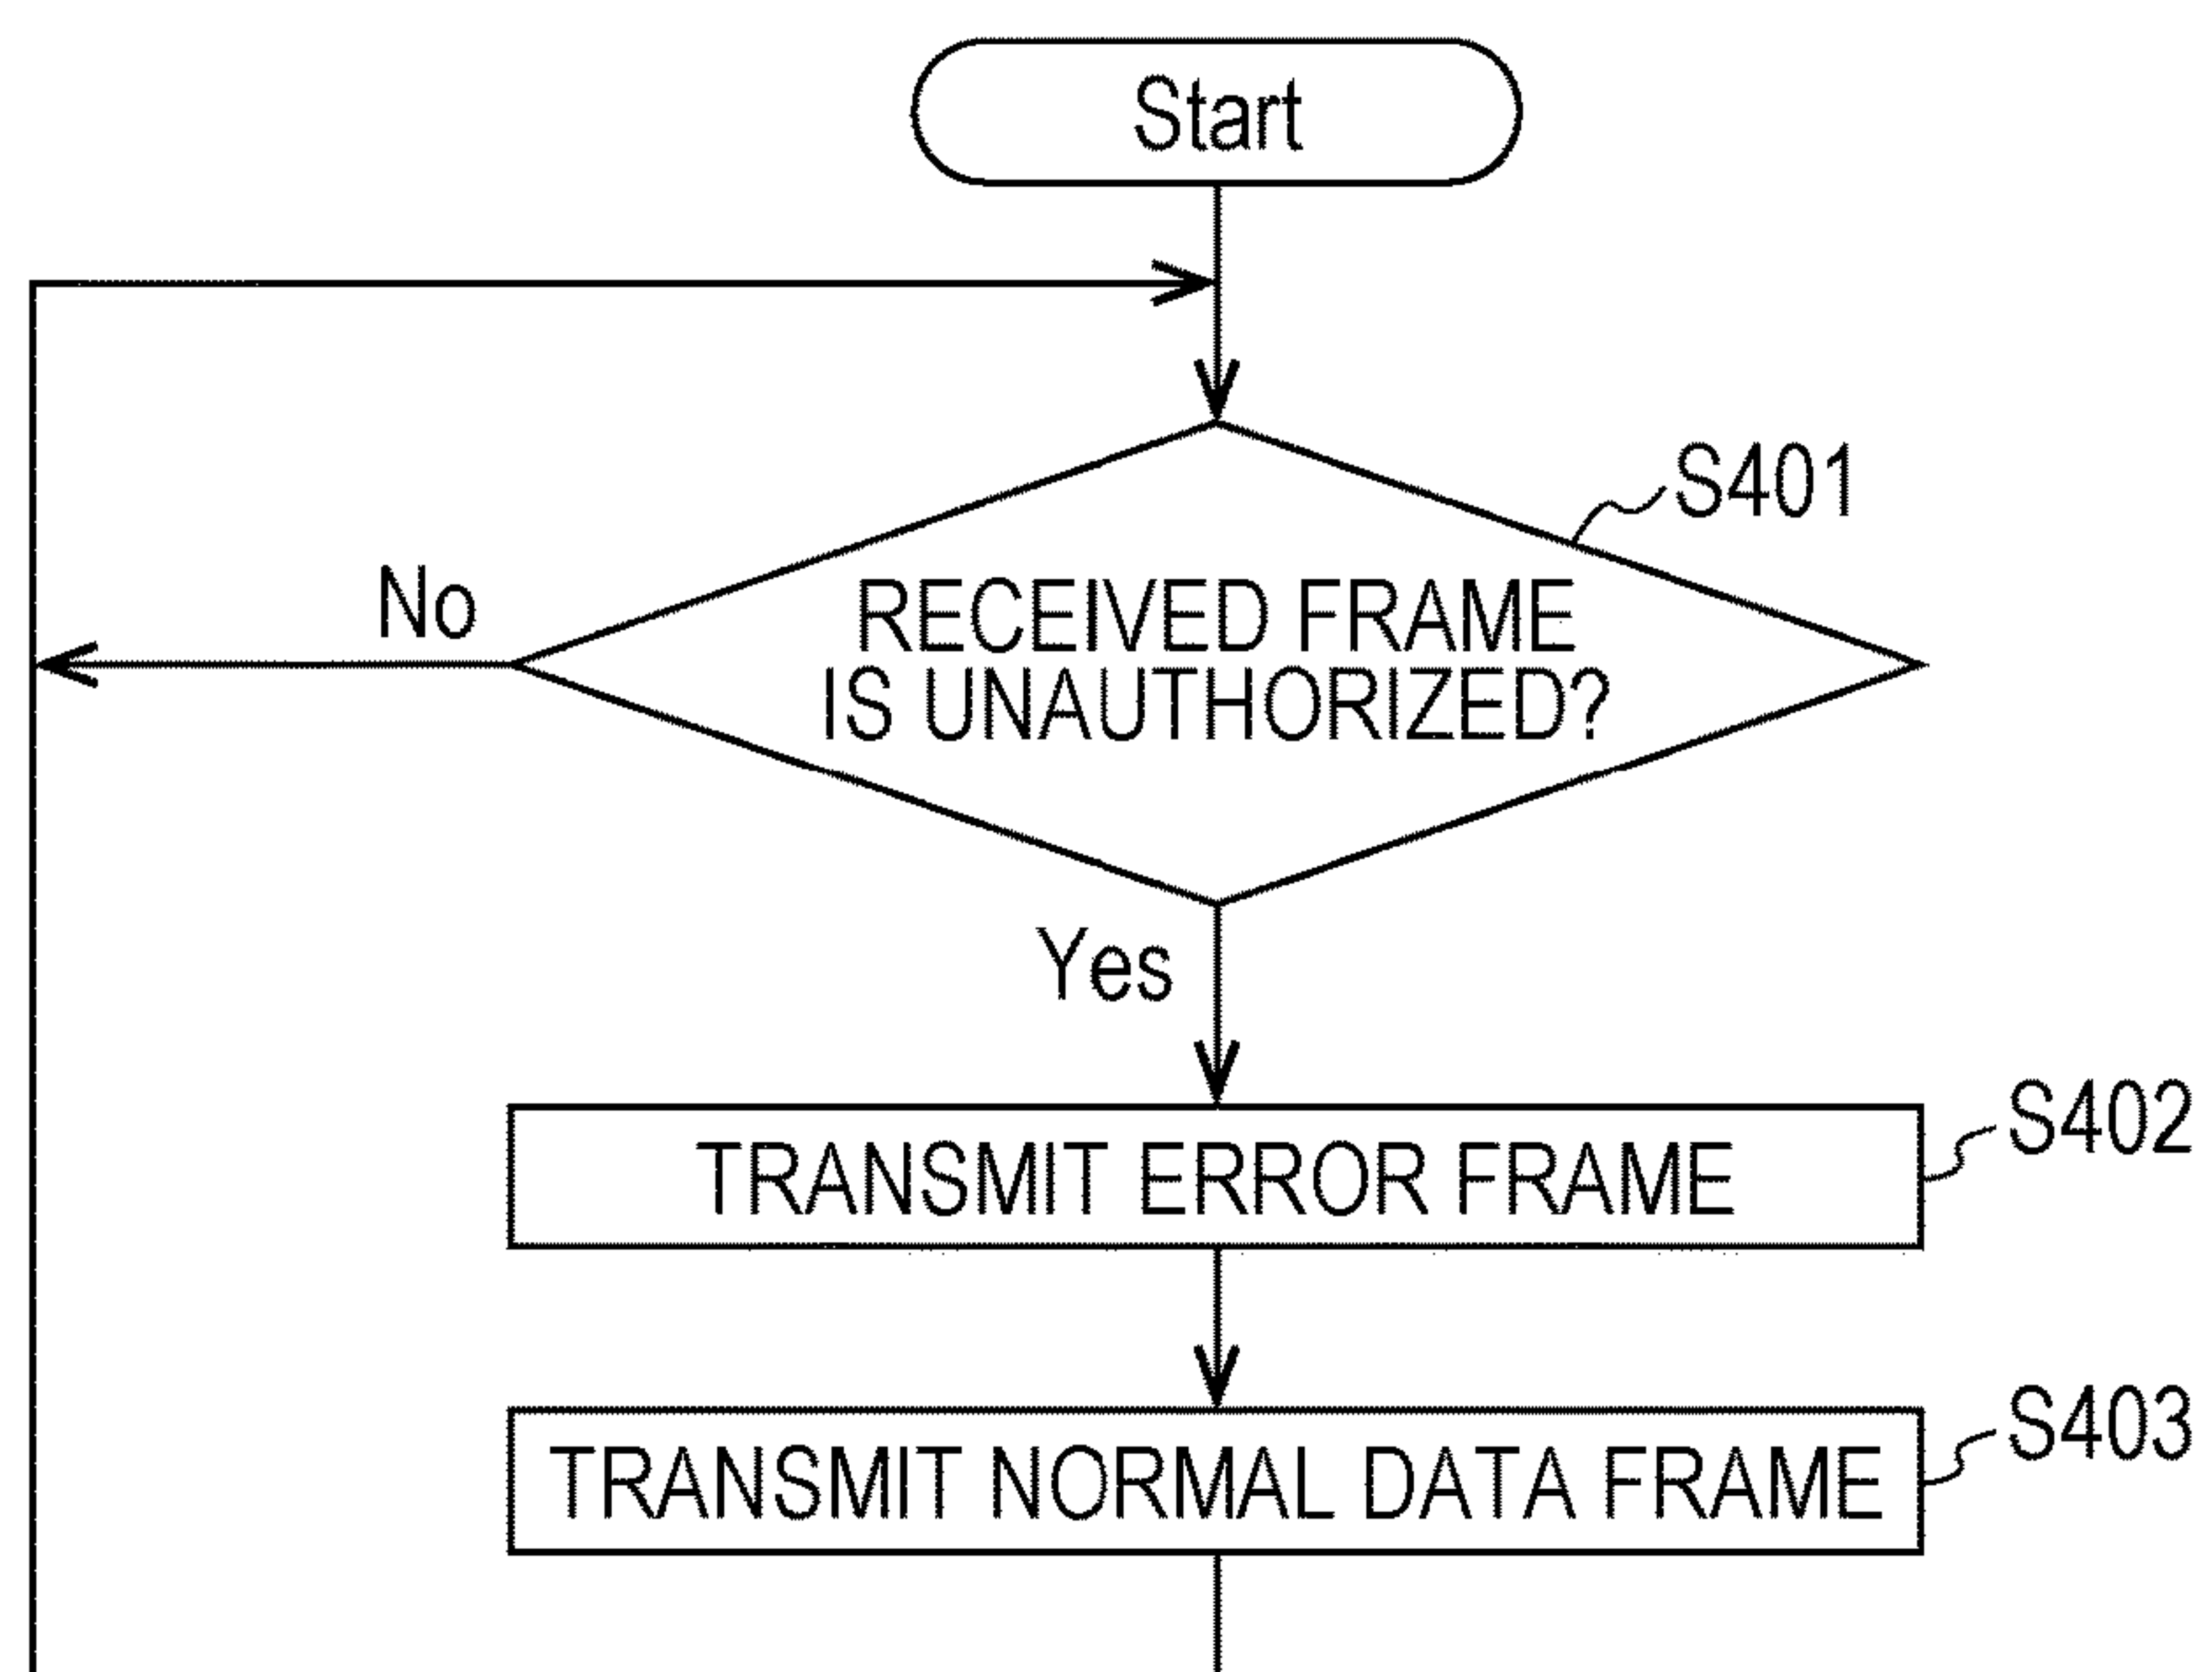 Start
S401
No
RECEIVED FRAME
IS UNAUTHORIZED?
Yes
S402
TRANSMIT ERROR FRAME
S403
TRANSMIT NORMAL DATA FRAME